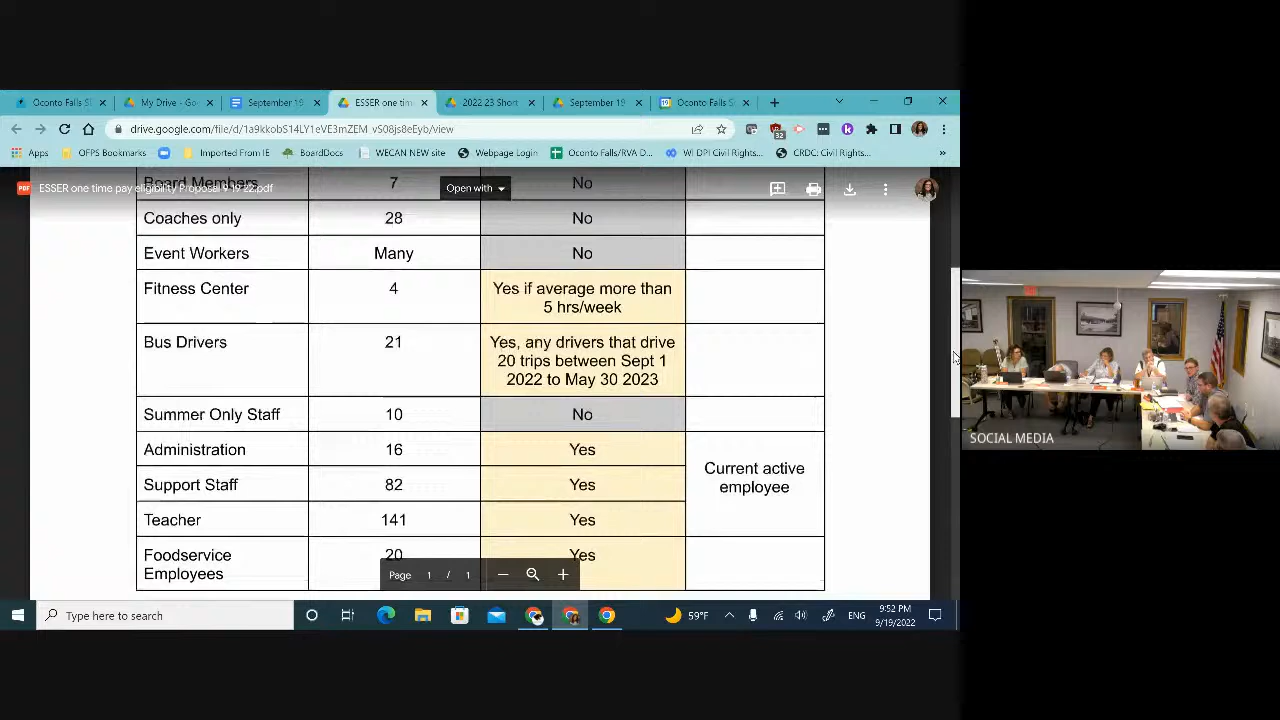 Oconto Falls S
My Drive - Go
September 19
ESSER one tim
2022 23 Short
September 19
Oconto Falls S
drive.google.com/file/d/1a9kkobS14LY1eVE3mZEM_vS08js8eEyb/view
32
Apps
OFPS Bookmarks
Imported From IE
BoardDocs
WECAN NEW site
Webpage Login
Oconto Falls/RVA D...
WI DPI Civil Rights...
CRDC: Civil Rights...
»
PDF
ESSER one time pay eligibility Proposal 9 19 22.pdf
Open with
Board Members 7 No
Coaches only 28 No
Event Workers Many No
Fitness Center 4 Yes if average more than
5 hrs/week
Bus Drivers 21 Yes, any drivers that drive
20 trips between Sept 1
2022 to May 30 2023
Summer Only Staff 10 No
Administration 16 Yes
Current active
employee
Support Staff 82 Yes
Teacher 141 Yes
Foodservice
Employees 20 Yes
Page 1 / 1
SOCIAL MEDIA
Type here to search
59°F
ENG
9:52 PM
9/19/2022